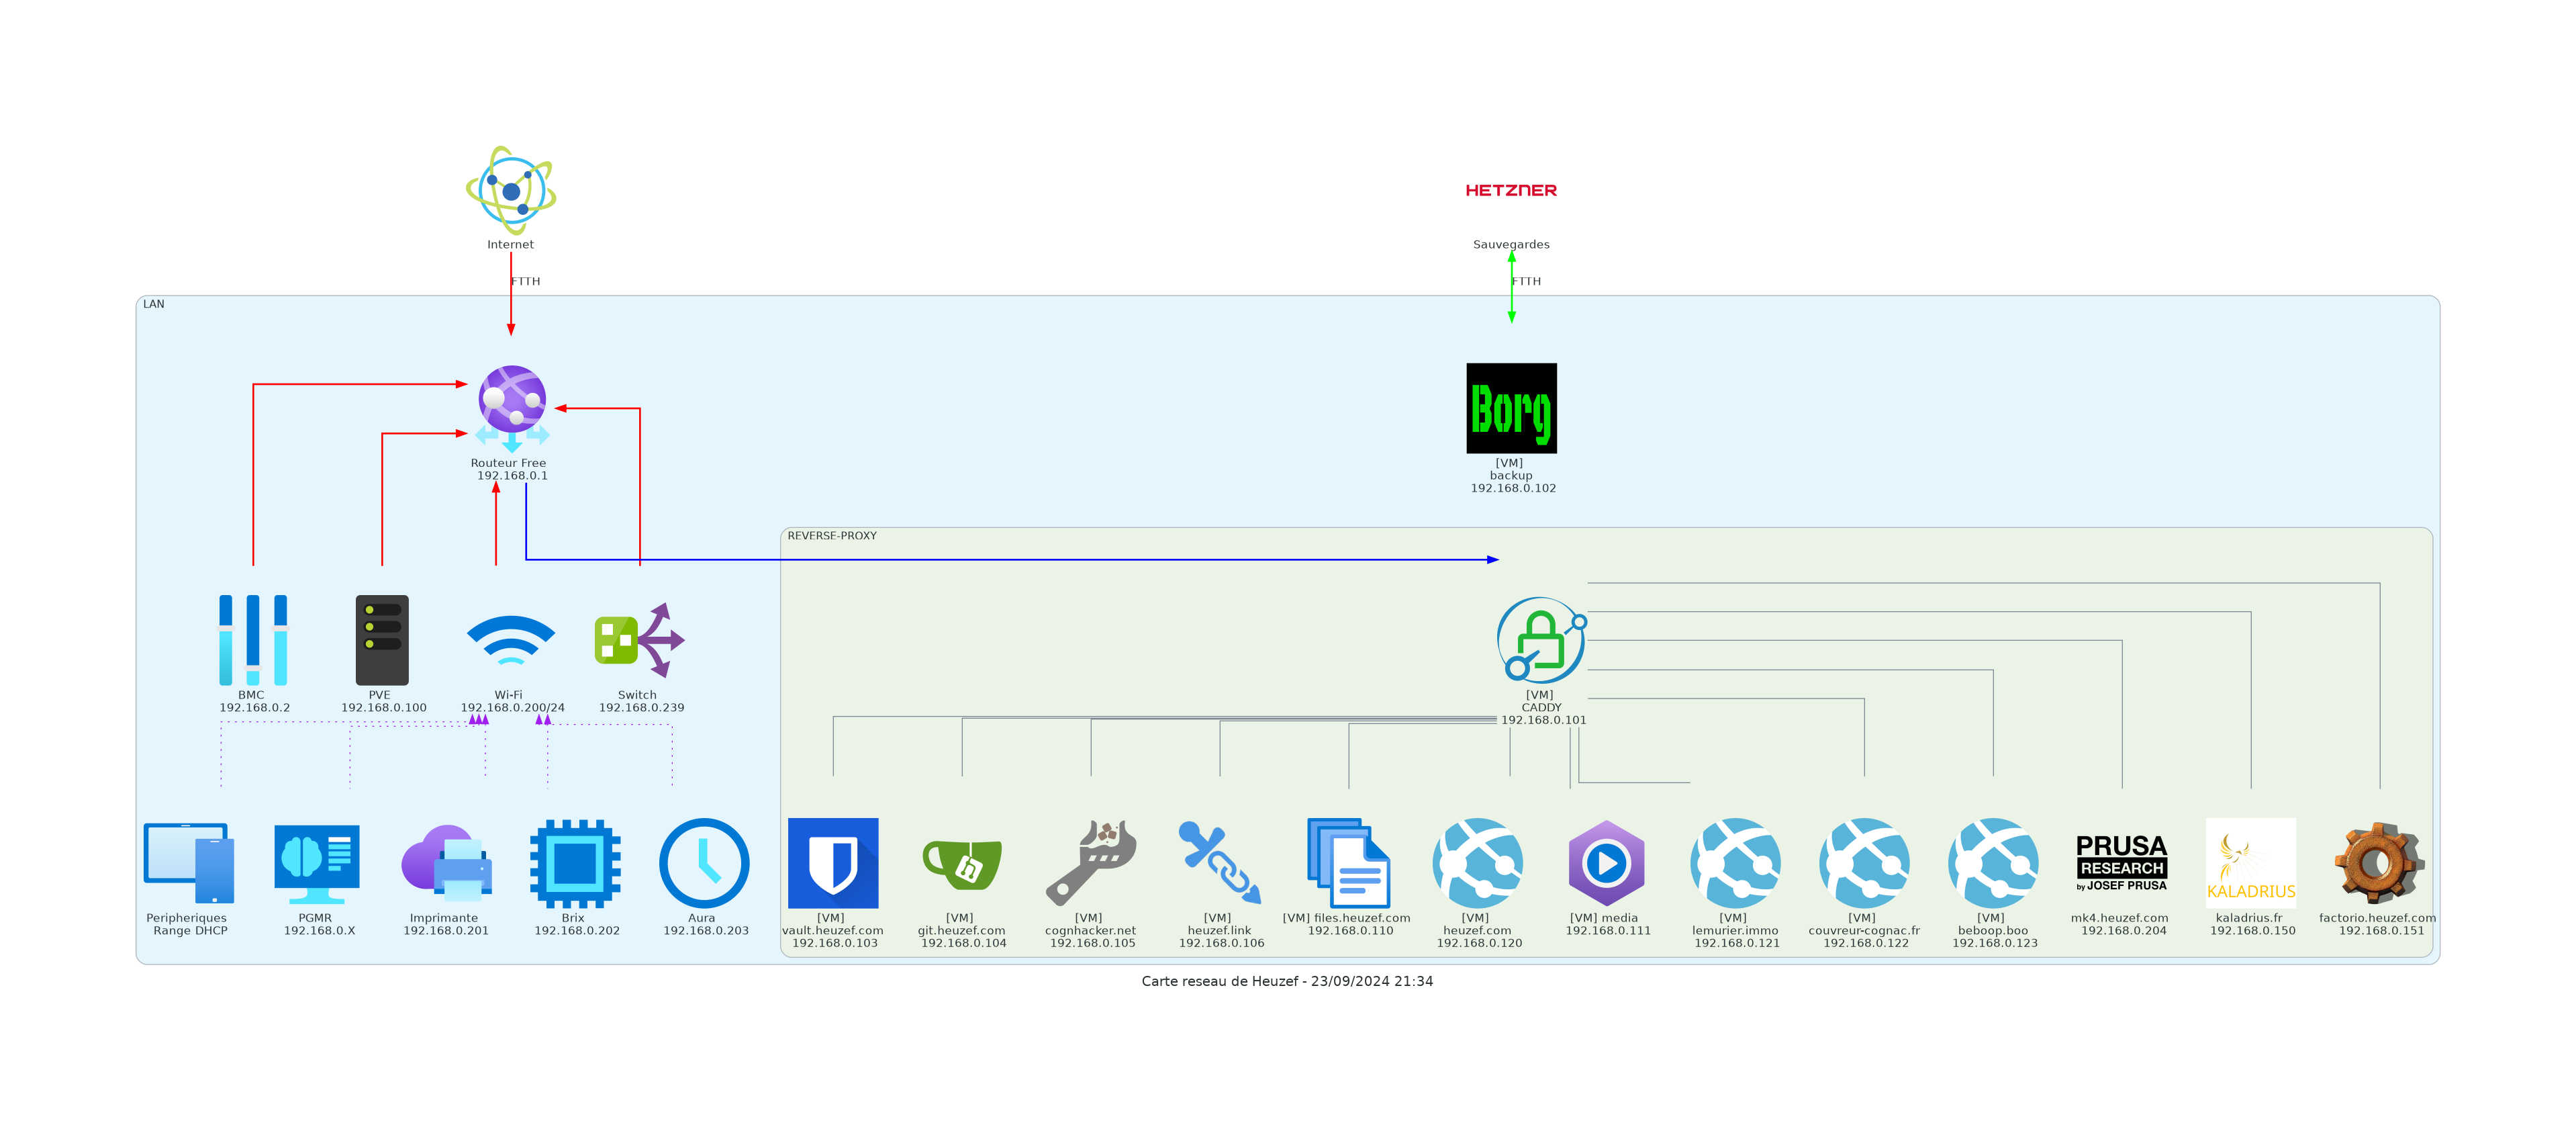 HETZNER
Internet
Sauvegardes
FTTH
FTTH
LAN
Borg
Routeur Free
192.168.0.1
[VM]
backup
192.168.0.102
REVERSE-PROXY
BMC
192.168.0.2
PVE
192.168.0.100
Wi-Fi
192.168.0.200/24
Switch
192.168.0.239
[VM]
CADDY
192.168.0.101
PRUSA
RESEARCH
by JOSEF PRUSA
KALADRIUS
Peripheriques
Range DHCP
PGMR
192.168.0.X
Imprimante
192.168.0.201
Brix
192.168.0.202
Aura
192.168.0.203
[VM]
vault.heuzef.com
192.168.0.103
[VM]
git.heuzef.com
192.168.0.104
[VM]
cognhacker.net
192.168.0.105
[VM]
heuzef.link
192.168.0.106
[VM] files.heuzef.com
192.168.0.110
[VM]
heuzef.com
192.168.0.120
[VM] media
192.168.0.111
[VM]
lemurier.immo
192.168.0.121
[VM]
couvreur-cognac.fr
192.168.0.122
[VM]
beboop.boo
192.168.0.123
mk4.heuzef.com
192.168.0.204
kaladrius.fr
192.168.0.150
factorio.heuzef.com
192.168.0.151
Carte reseau de Heuzef - 23/09/2024 21:34